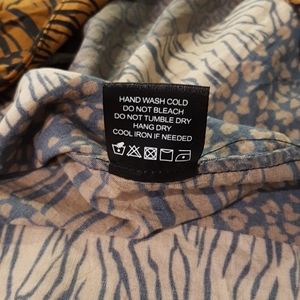 HAND WASH COLD
DO NOT BLEACH
DO NOT TUMBLE DRY
HANG DRY
COOL IRON IF NEEDED